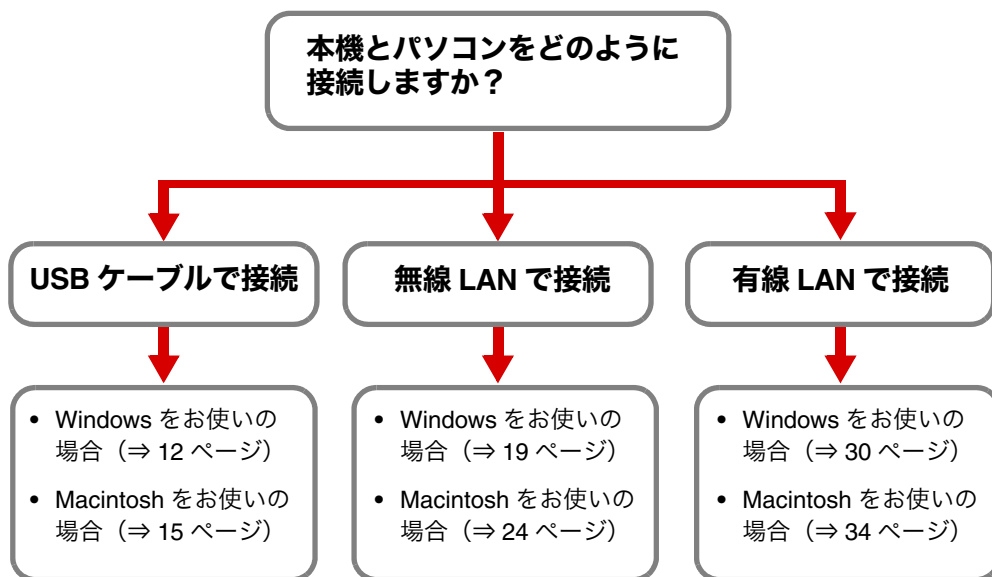 本機とパソコンをどのように
接続しますか？
USB ケーブルで接続
無線 LAN で接続
有線 LAN で接続
• Windows をお使いの
場合（⇒ 12 ページ）
• Macintosh をお使いの
場合（⇒ 15 ページ）
• Windows をお使いの
場合（⇒ 19 ページ）
• Macintosh をお使いの
場合（⇒ 24 ページ）
• Windows をお使いの
場合（⇒ 30 ページ）
• Macintosh をお使いの
場合（⇒ 34 ページ）